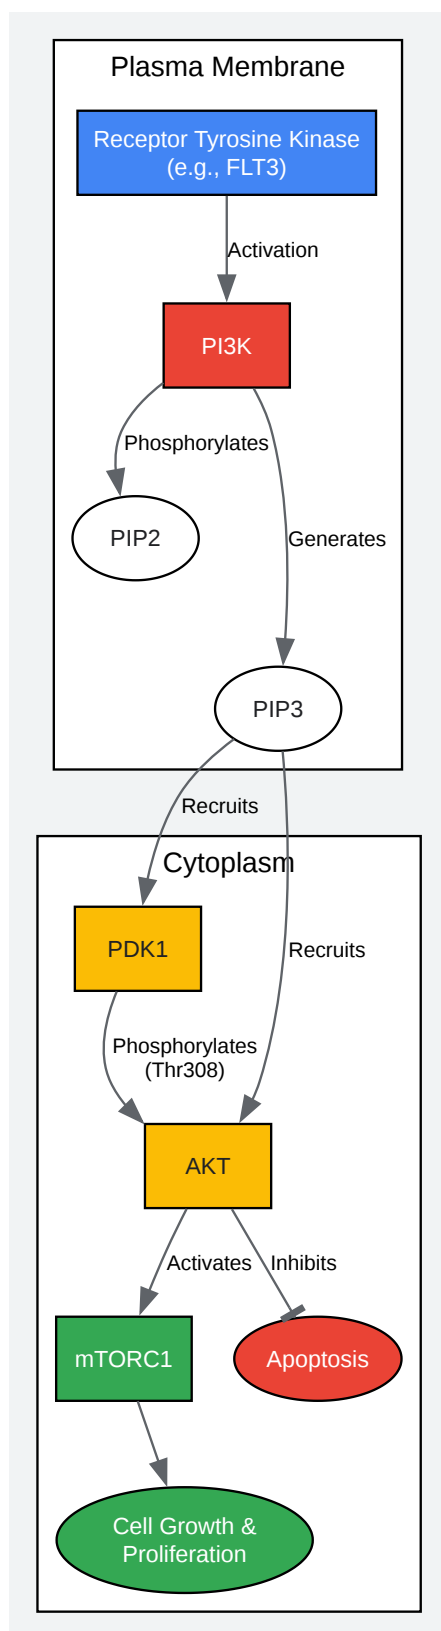 Plasma Membrane
Receptor Tyrosine Kinase
(e.g., FLT3)
Activation
PI3K
Phosphorylates
PIP2
Generates
PIP3
Recruits
Cytoplasm
PDK1
Recruits
Phosphorylates
(Thr308)
AKT
Activates
Inhibits
mTORC1
Apoptosis
Cell Growth &
Proliferation